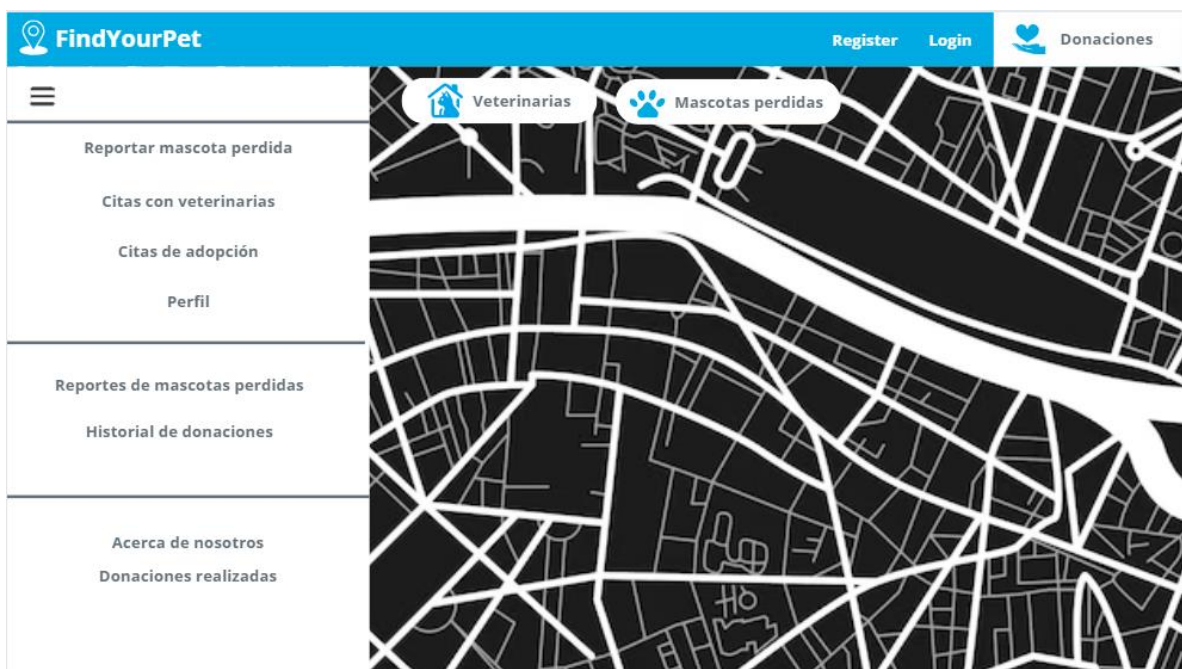 FindYourPet
Register
Login
Donaciones
Veterinarias
Mascotas perdidas
Reportar mascota perdida
Citas con veterinarias
Citas de adopción
Perfil
Reportes de mascotas perdidas
Historial de donaciones
Acerca de nosotros
Donaciones realizadas